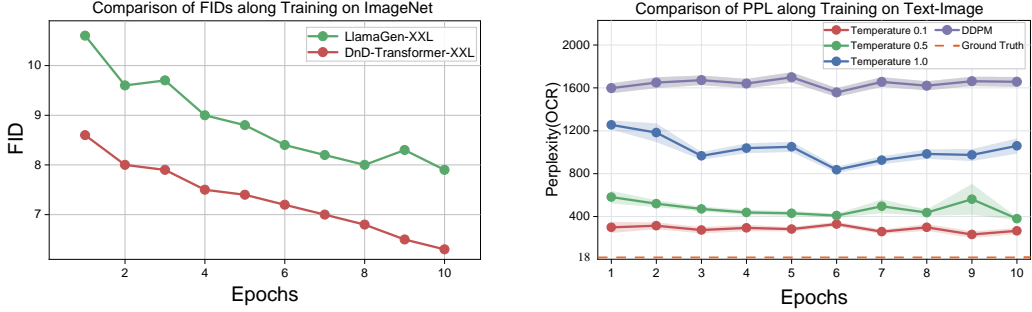 Comparison of FIDs along Training on ImageNet
LlamaGen-XXL
DnD-Transformer-XXL
FID
10
9
8
7
2
4
6
8
10
Epochs
Comparison of PPL along Training on Text-Image
Temperature 0.1
Temperature 0.5
Temperature 1.0
DDPM
Ground Truth
Perplexity(OCR)
2000
1600
1200
800
400
18
1
2
3
4
5
6
7
8
9
10
Epochs